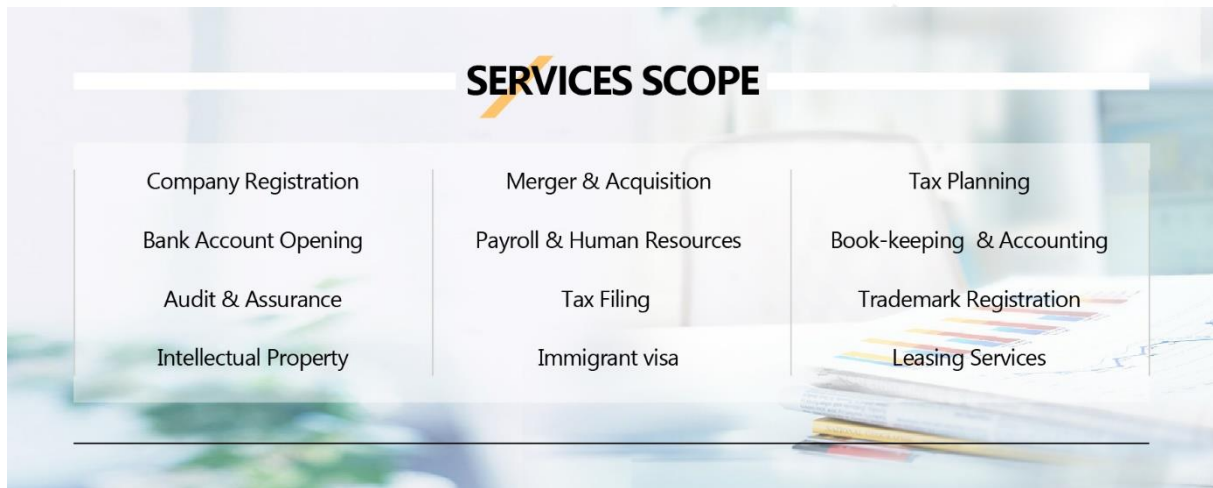 SERVICES SCOPE
Company Registration
Merger & Acquisition
Tax Planning
Bank Account Opening
Payroll & Human Resources
Book-keeping & Accounting
Audit & Assurance
Tax Filing
Trademark Registration
Intellectual Property
Immigrant visa
Leasing Services